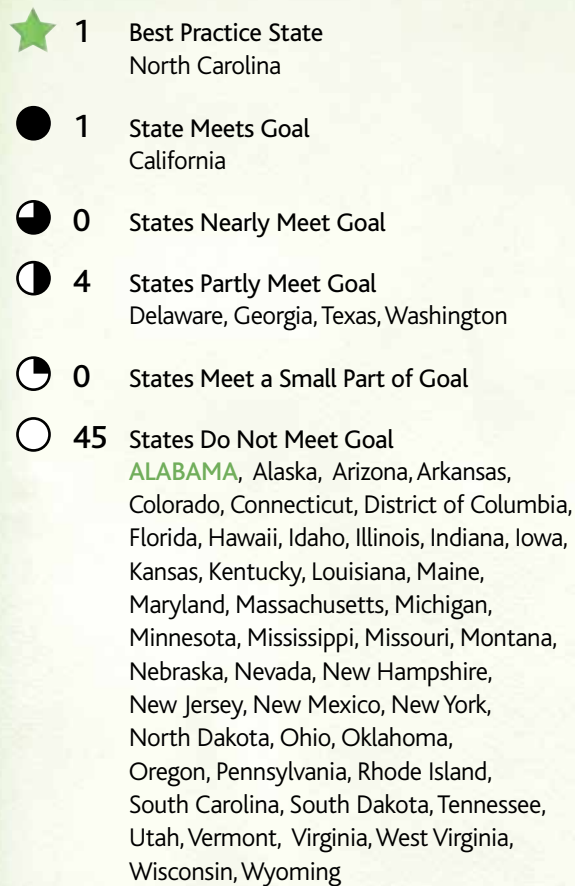 1 Best Practice State
North Carolina
1 State Meets Goal
California
0 States Nearly Meet Goal
4 States Partly Meet Goal
Delaware, Georgia, Texas, Washington
0 States Meet a Small Part of Goal
45 States Do Not Meet Goal
ALABAMA, Alaska, Arizona, Arkansas,
Colorado, Connecticut, District of Columbia,
Florida, Hawaii, Idaho, Illinois, Indiana, Iowa,
Kansas, Kentucky, Louisiana, Maine,
Maryland, Massachusetts, Michigan,
Minnesota, Mississippi, Missouri, Montana,
Nebraska, Nevada, New Hampshire,
New Jersey, New Mexico, New York,
North Dakota, Ohio, Oklahoma,
Oregon, Pennsylvania, Rhode Island,
South Carolina, South Dakota, Tennessee,
Utah, Vermont, Virginia, West Virginia,
Wisconsin, Wyoming